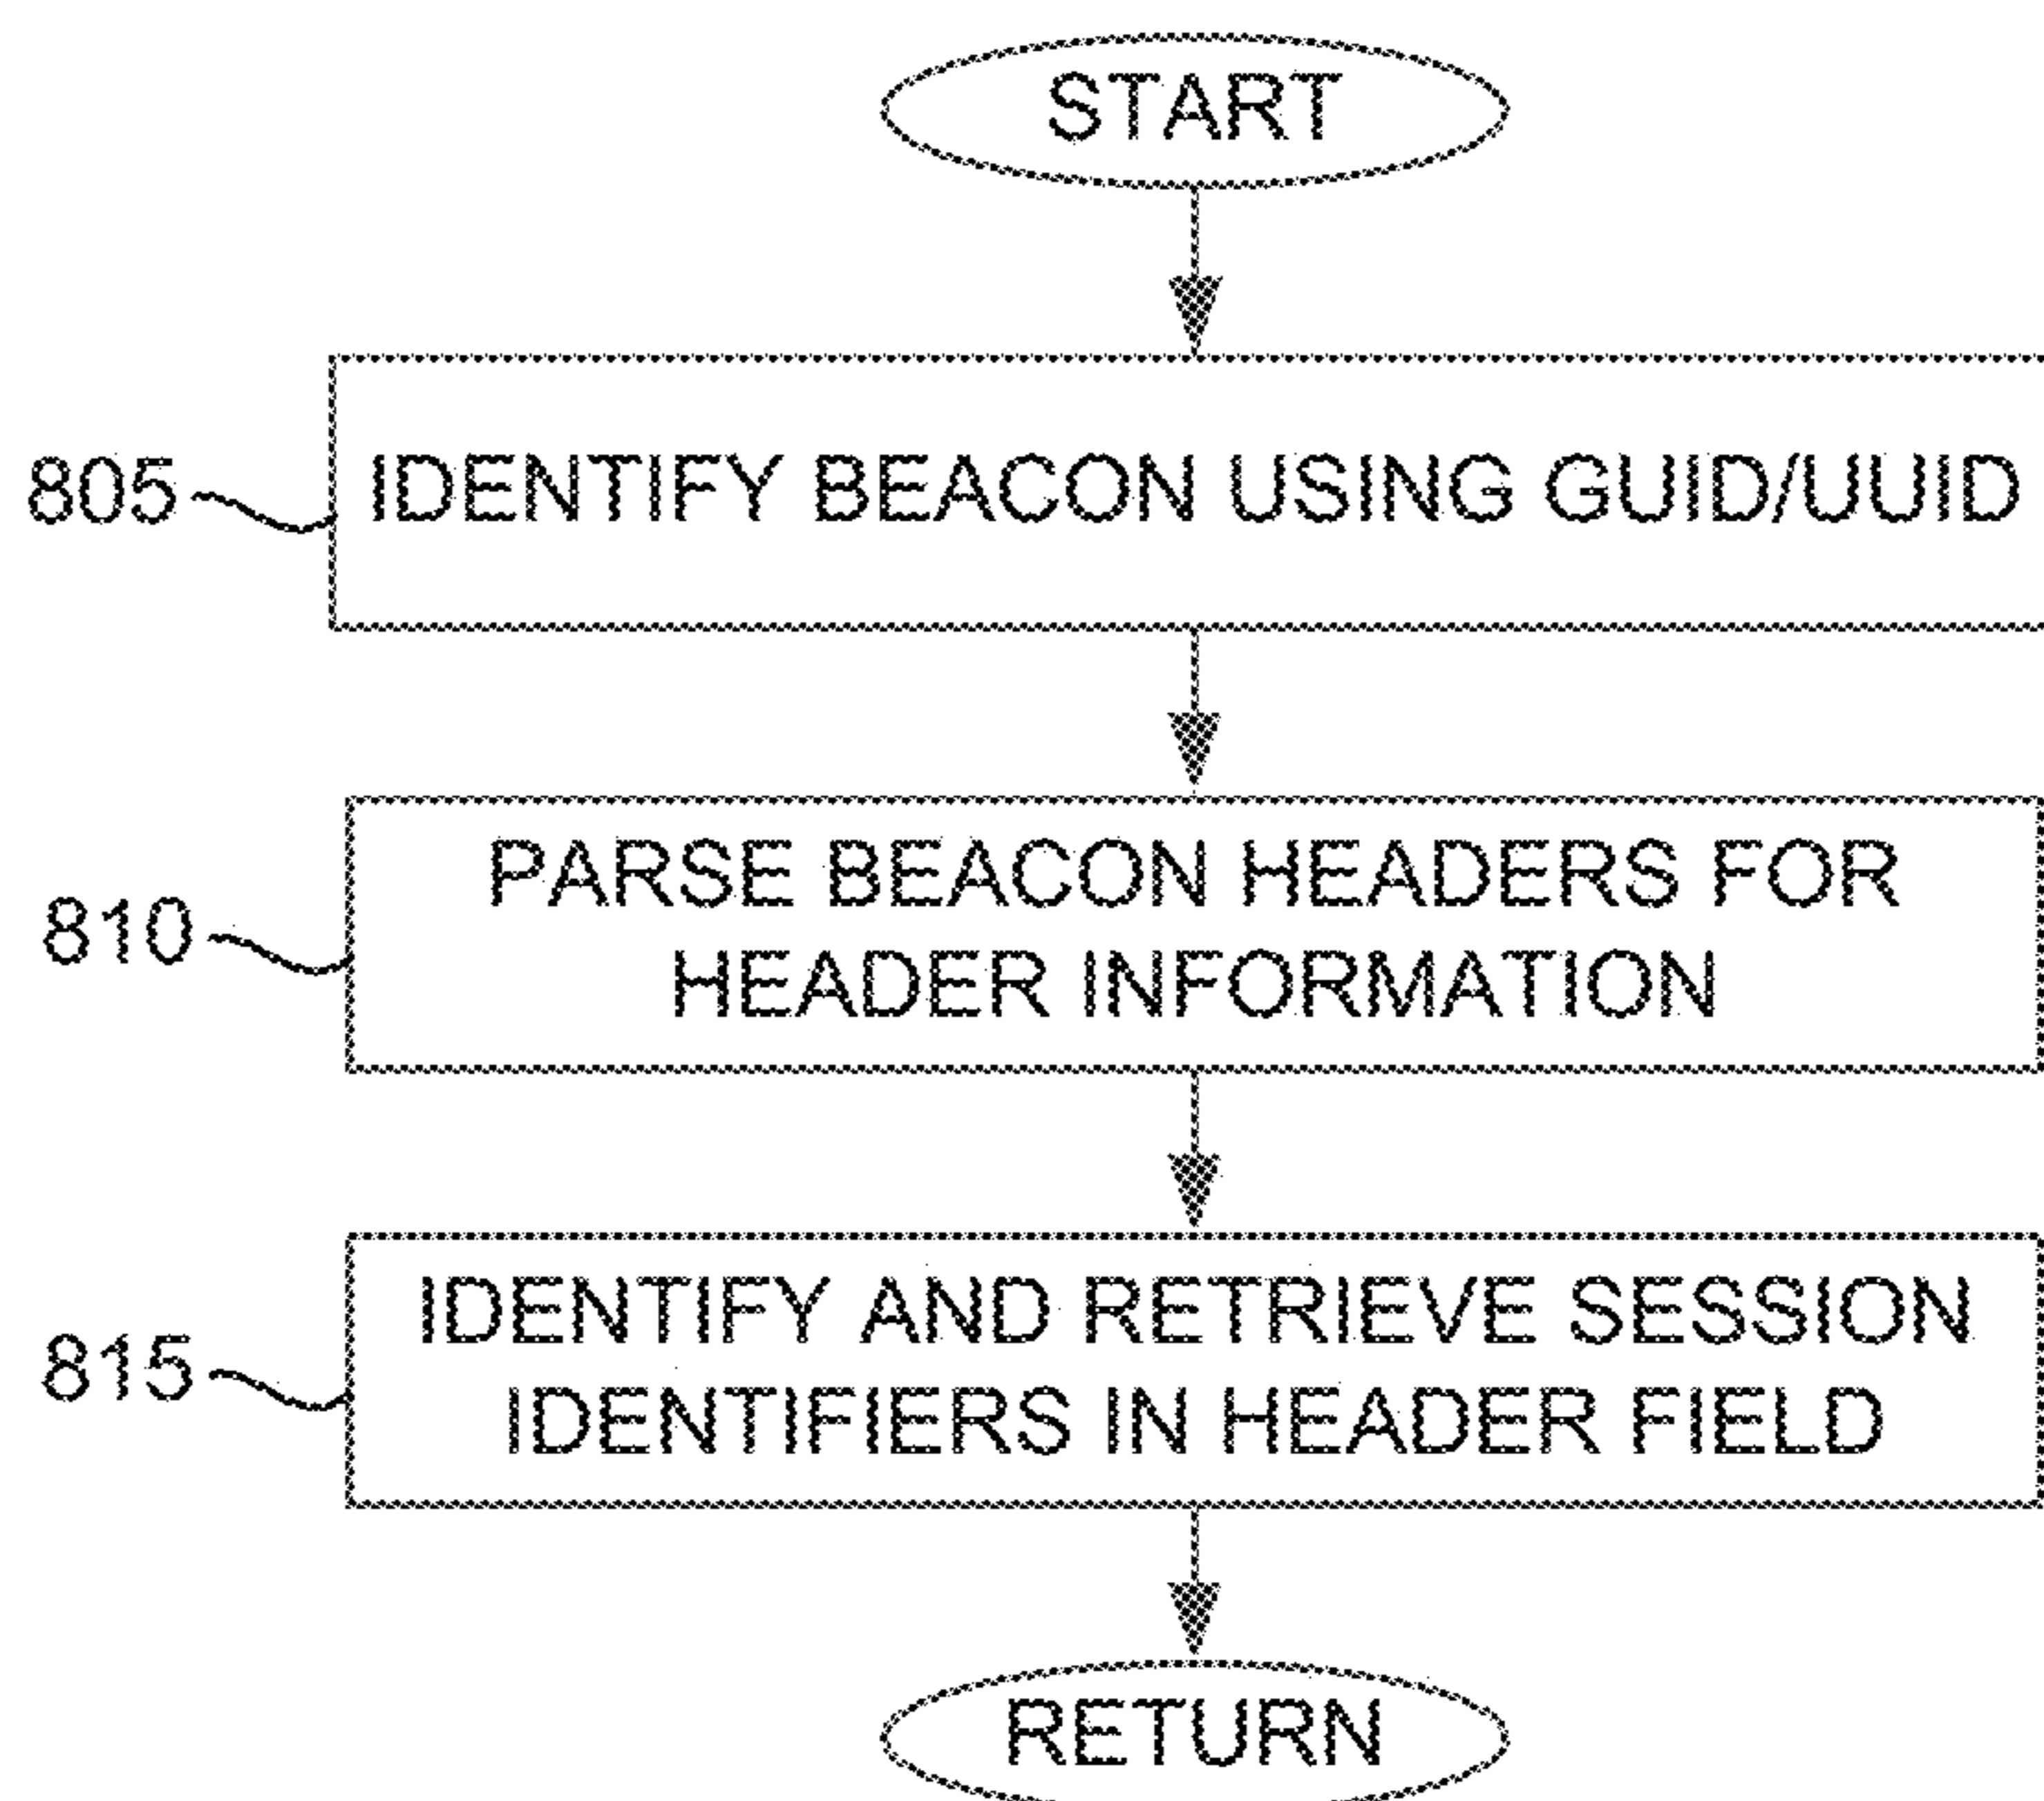 START
805
IDENTIFY BEACON USING GUID/UUID
810
PARSE BEACON HEADERS FOR
HEADER INFORMATION
815
IDENTIFY AND RETRIEVE SESSION
IDENTIFIERS IN HEADER FIELD
RETURN